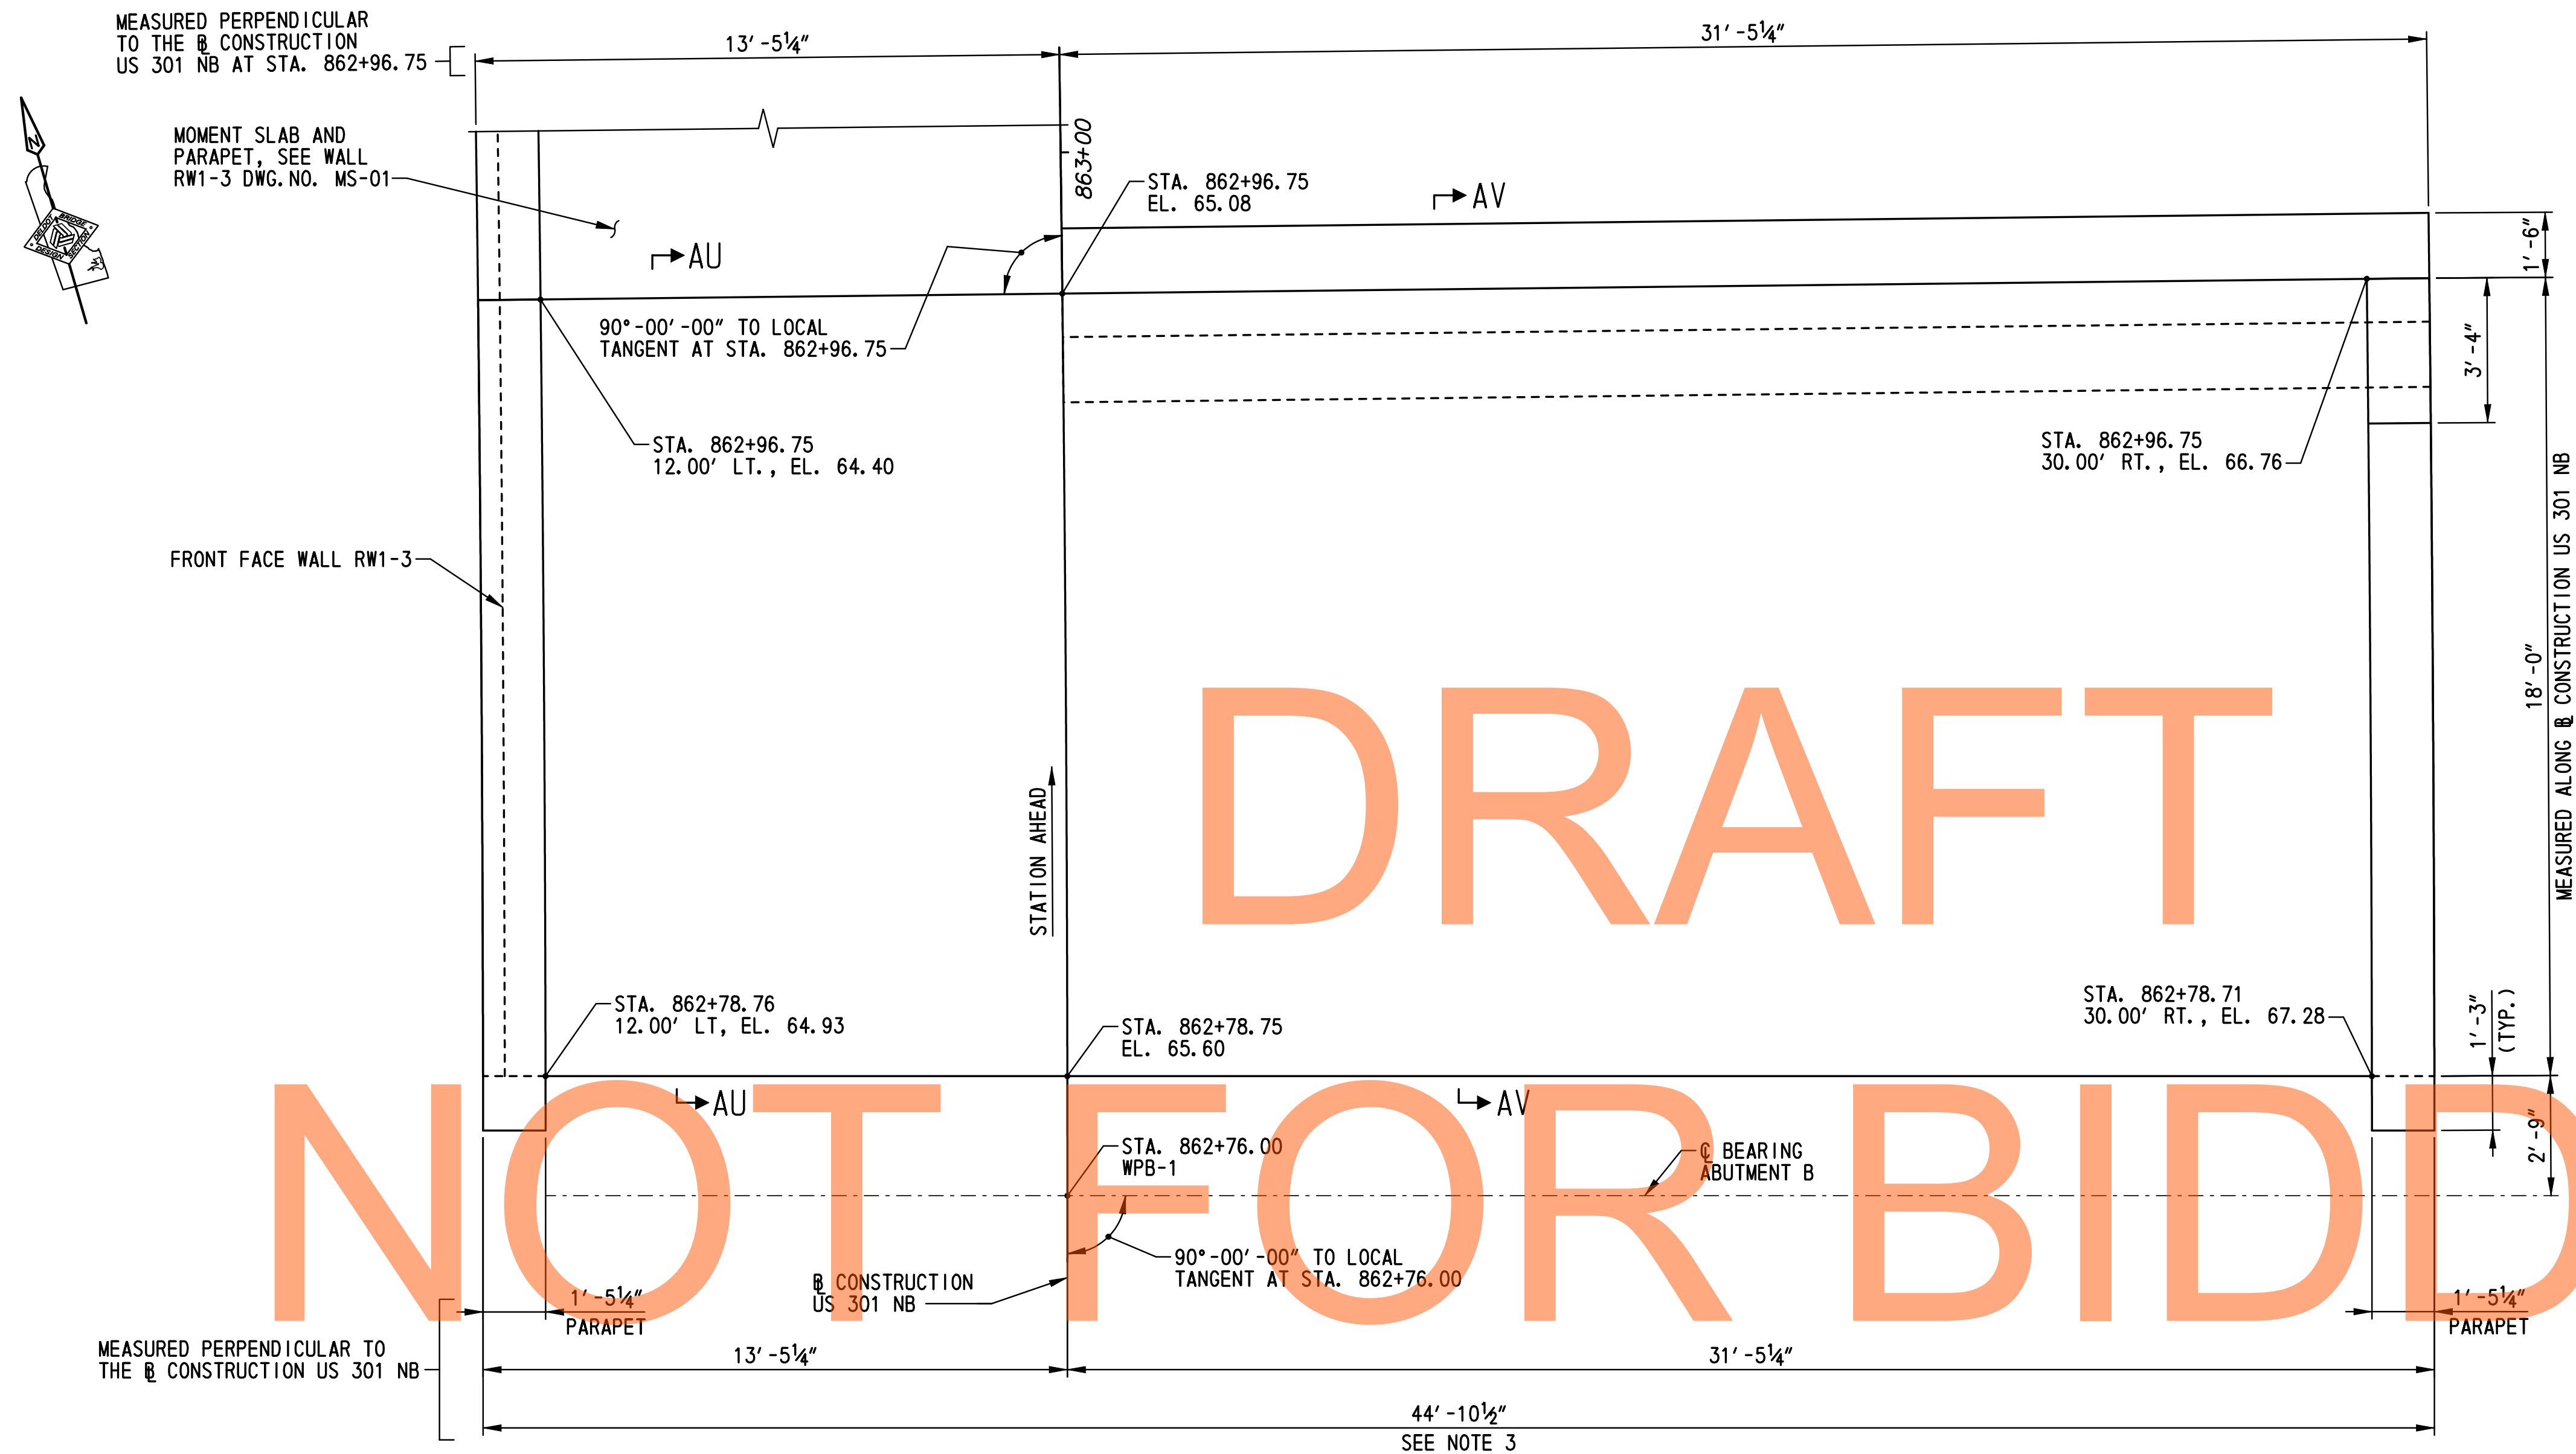 MEASURED PERPENDICULAR
TO THE ⅊ CONSTRUCTION
US 301 NB AT STA. 862+96.75
13'-5¼"
31'-5¼"
N
DELDOT
BRIDGE
DESIGN
SECTION
MOMENT SLAB AND
PARAPET, SEE WALL
RW1-3 DWG.NO. MS-01
863+00
STA. 862+96.75
EL. 65.08
AV
AU
1'-6"
90°-00'-00" TO LOCAL
TANGENT AT STA. 862+96.75
3'-4"
STA. 862+96.75
12.00' LT., EL. 64.40
STA. 862+96.75
30.00' RT., EL. 66.76
FRONT FACE WALL RW1-3
18'-0"
MEASURED ALONG ⅊ CONSTRUCTION US 301 NB
DRAFT
STATION AHEAD
STA. 862+78.76
12.00' LT, EL. 64.93
STA. 862+78.75
EL. 65.60
STA. 862+78.71
30.00' RT., EL. 67.28
1'-3"
(TYP.)
AU
AV
NOT FOR BIDD
STA. 862+76.00
WPB-1
℄ BEARING
ABUTMENT B
2'-9"
90°-00'-00" TO LOCAL
TANGENT AT STA. 862+76.00
⅊ CONSTRUCTION
US 301 NB
1'-5¼"
PARAPET
1'-5¼"
PARAPET
MEASURED PERPENDICULAR TO
THE ⅊ CONSTRUCTION US 301 NB
13'-5¼"
31'-5¼"
44'-10½"
SEE NOTE 3